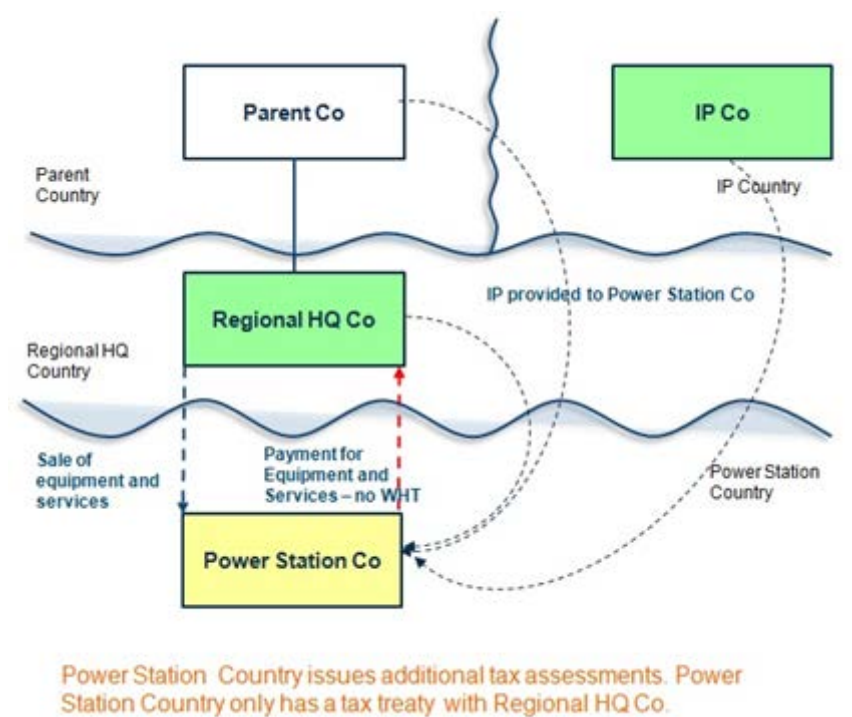 Parent Co
IP Co
Parent
Country
IP Country
Regional HQ Co
IP provided to Power Station Co
Regional HQ
Country
Sale of
equipment and
services
Payment for
Equipment and
Services – no WHT
Power Station
Country
Power Station Co
Power Station Country issues additional tax assessments. Power
Station Country only has a tax treaty with Regional HQ Co.